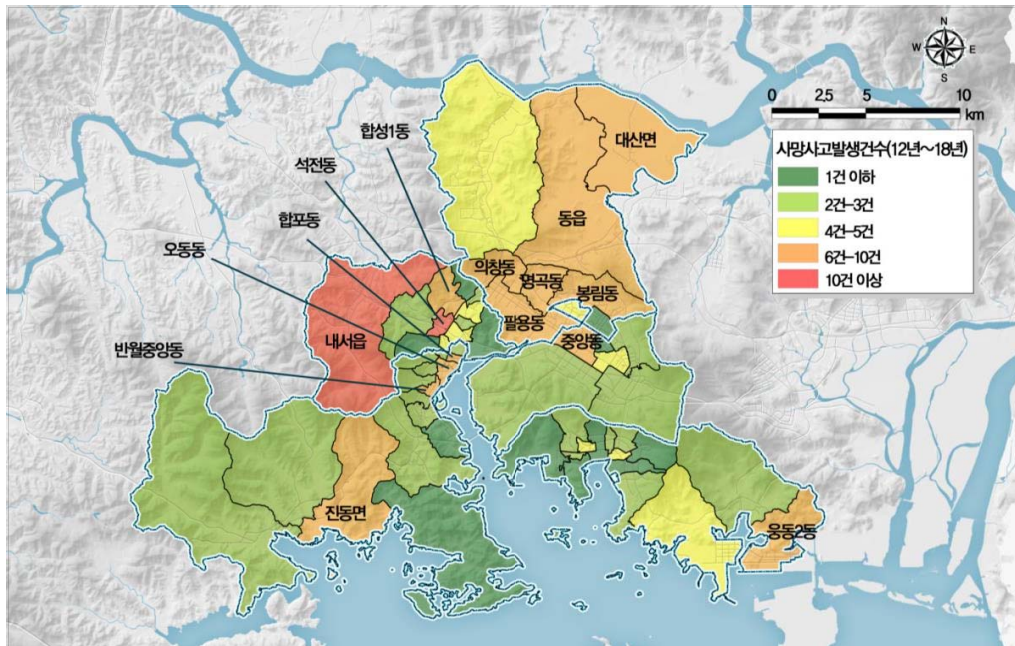 N
W
E
S
0 2.5 5 10
km
사망사고발생건수(12년~18년)
1건 이하
2건-3건
4건-5건
6건-10건
10건 이상
합성1동
대산면
석전동
합포동
동읍
오동동
의창동
명곡동
봉림동
팔용동
중앙동
내서읍
반월중앙동
진동면
웅동2동